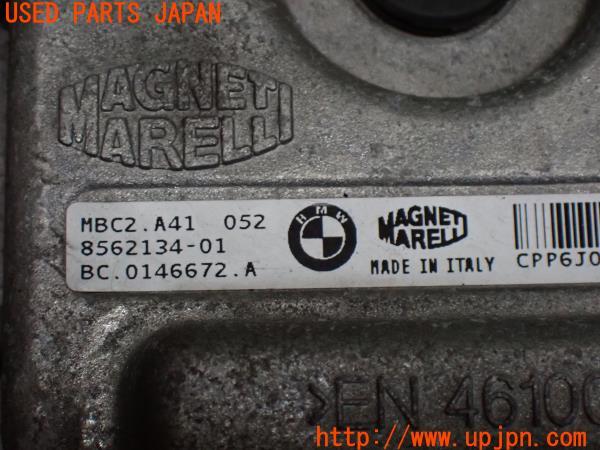 USED PARTS JAPAN
MAGNETI
MARELLI
MBC2.A41 052
8562134-01
BC.0146672.A
BMW
MAGNETI
MARELLI
MADE IN ITALY
CPP6J0
>EN 46100
http://www.upjpn.com/